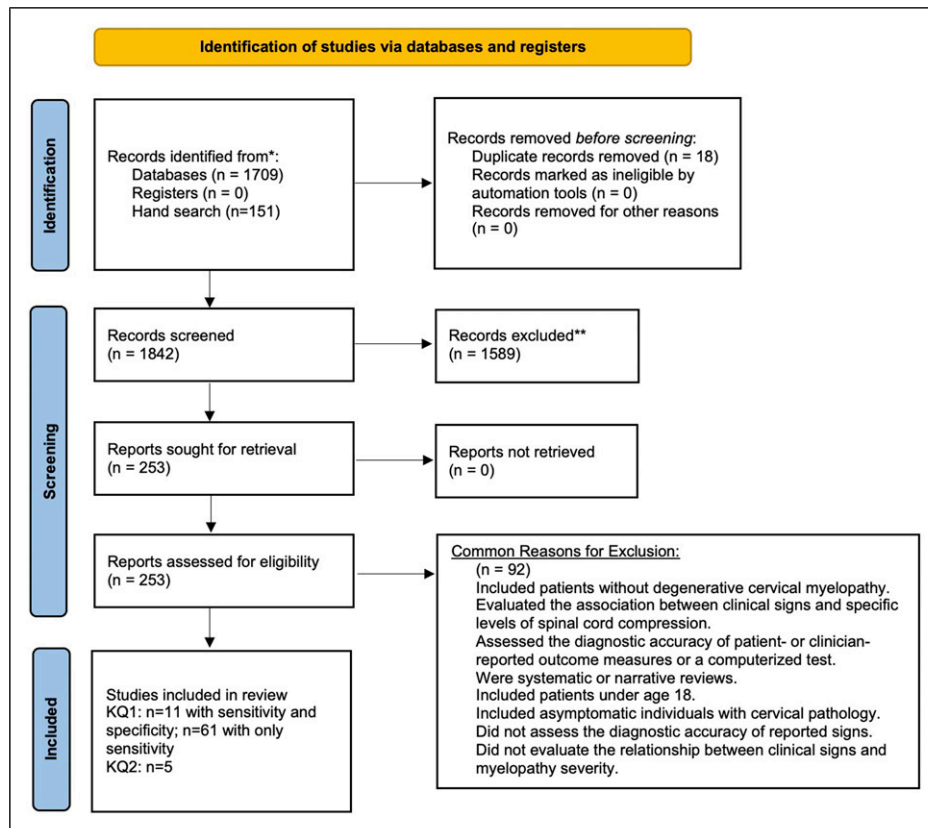 Identification of studies via databases and registers
Identification
Records identified from*:
Databases (n = 1709)
Registers (n = 0)
Hand search (n=151)
Records removed before screening:
Duplicate records removed (n = 18)
Records marked as ineligible by
automation tools (n = 0)
Records removed for other reasons
(n = 0)
Screening
Records screened
(n = 1842)
Records excluded**
(n = 1589)
Reports sought for retrieval
(n = 253)
Reports not retrieved
(n = 0)
Reports assessed for eligibility
(n = 253)
Common Reasons for Exclusion:
(n = 92)
Included patients without degenerative cervical myelopathy.
Evaluated the association between clinical signs and specific
levels of spinal cord compression.
Assessed the diagnostic accuracy of patient- or clinician-
reported outcome measures or a computerized test.
Were systematic or narrative reviews.
Included patients under age 18.
Included asymptomatic individuals with cervical pathology.
Did not assess the diagnostic accuracy of reported signs.
Did not evaluate the relationship between clinical signs and
myelopathy severity.
Included
Studies included in review
KQ1: n=11 with sensitivity and
specificity; n=61 with only
sensitivity
KQ2: n=5